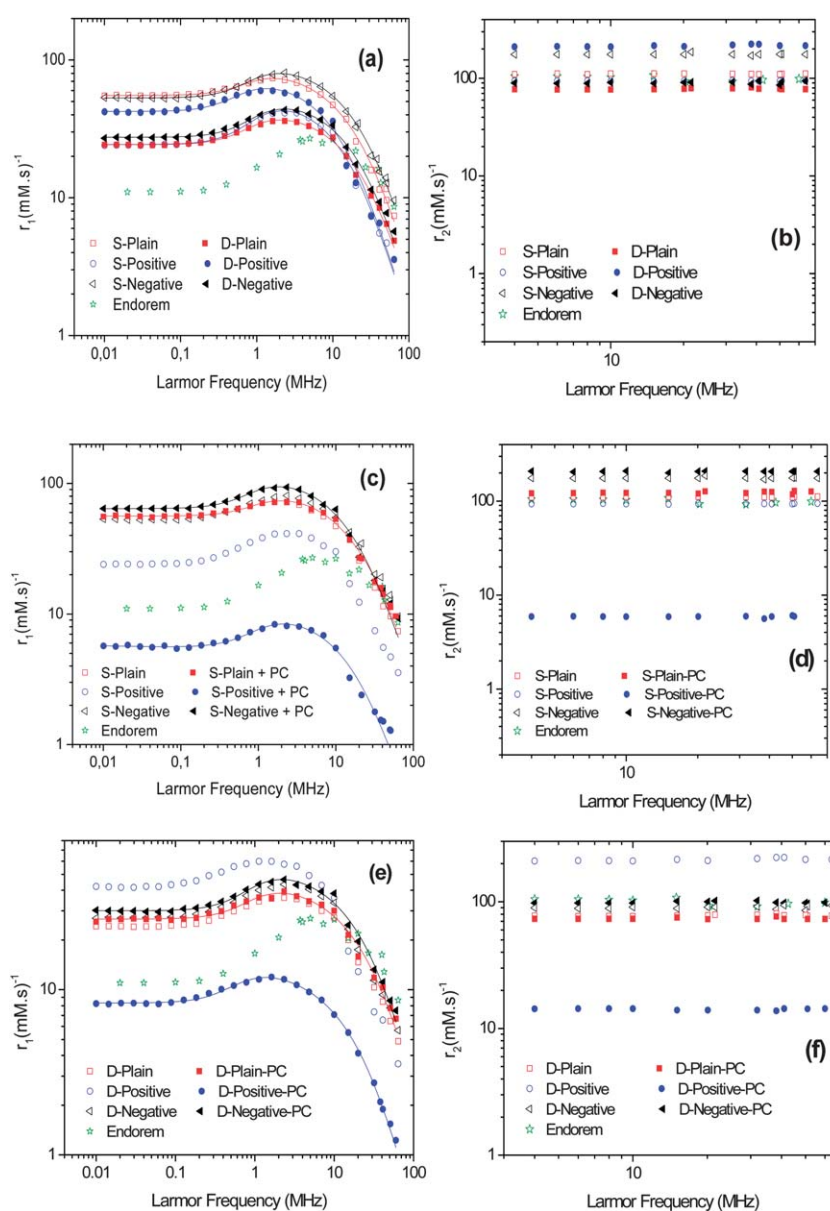 (a)
100
10
1
r1(mM.s)-1
S-Plain D-Plain
S-Positive D-Positive
S-Negative D-Negative
Endorem
0,01 0,1 1 10 100
Larmor Frequency (MHz)
(b)
1000
100
10
1
r2(mM.s)-1
S-Plain D-Plain
S-Positive D-Positive
S-Negative D-Negative
Endorem
10
Larmor Frequency (MHz)
(c)
100
10
1
r1(mM.s)-1
S-Plain S-Plain + PC
S-Positive S-Positive + PC
S-Negative S-Negative + PC
Endorem
0,01 0,1 1 10 100
Larmor Frequency (MHz)
(d)
1000
100
10
1
r2(mM.s)-1
S-Plain S-Plain-PC
S-Positive S-Positive-PC
S-Negative S-Negative-PC
Endorem
10
Larmor Frequency (MHz)
(e)
10
1
r1(mM.s)-1
D-Plain D-Plain-PC
D-Positive D-Positive-PC
D-Negative D-Negative-PC
Endorem
0.01 0.1 1 10 100
Larmor Frequency (MHz)
(f)
100
10
1
r2(mM.s)-1
D-Plain D-Plain-PC
D-Positive D-Positive-PC
D-Negative D-Negative-PC
Endorem
10
Larmor Frequency (MHz)